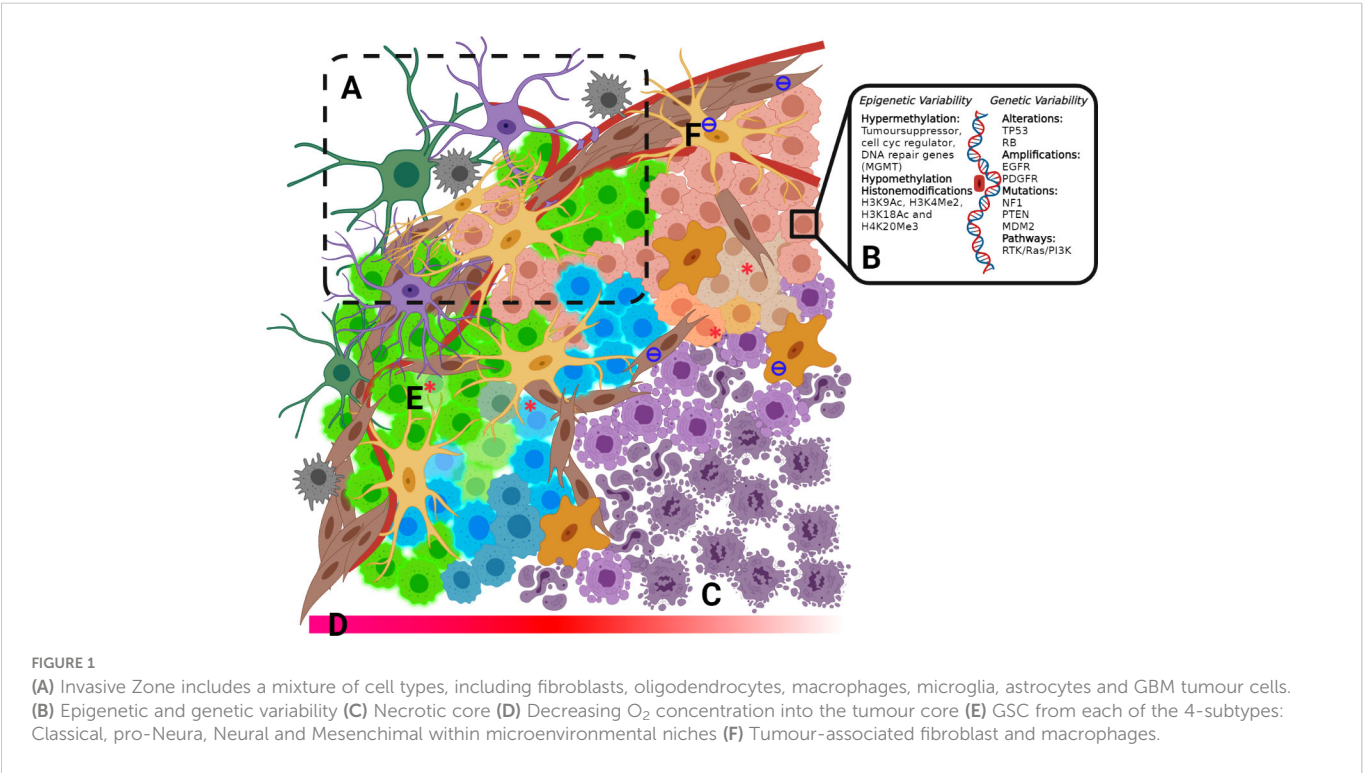 A
F
Epigenetic Variability
Hypermethylation:
Tumoursuppressor,
cell cyc regulator,
DNA repair genes
(MGMT)
Hypomethylation
Histonemodifications
H3K9Ac, H3K4Me2,
H3K18Ac and
H4K20Me3
B
Genetic Variability
Alterations:
TP53
RB
Amplifications:
EGFR
PDGFR
Mutations:
NF1
PTEN
MDM2
Pathways:
RTK/Ras/PI3K
E
C
D
FIGURE 1
(A) Invasive Zone includes a mixture of cell types, including fibroblasts, oligodendrocytes, macrophages, microglia, astrocytes and GBM tumour cells.
(B) Epigenetic and genetic variability (C) Necrotic core (D) Decreasing O₂ concentration into the tumour core (E) GSC from each of the 4-subtypes:
Classical, pro-Neura, Neural and Mesenchimal within microenvironmental niches (F) Tumour-associated fibroblast and macrophages.